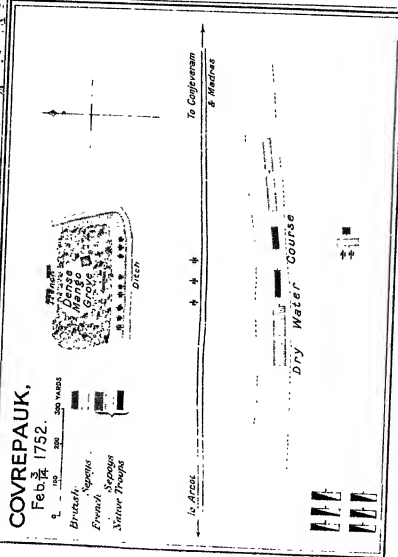 COVREPAUK,
Feb. 3/14 1752.
0 100 200 300 YARDS
British
Sepoys
French
Sepoys
Native Troops
French
Dense
Mango
Grove
Ditch
To Arcot
To Conjeveram
& Madras
Dry Water Course